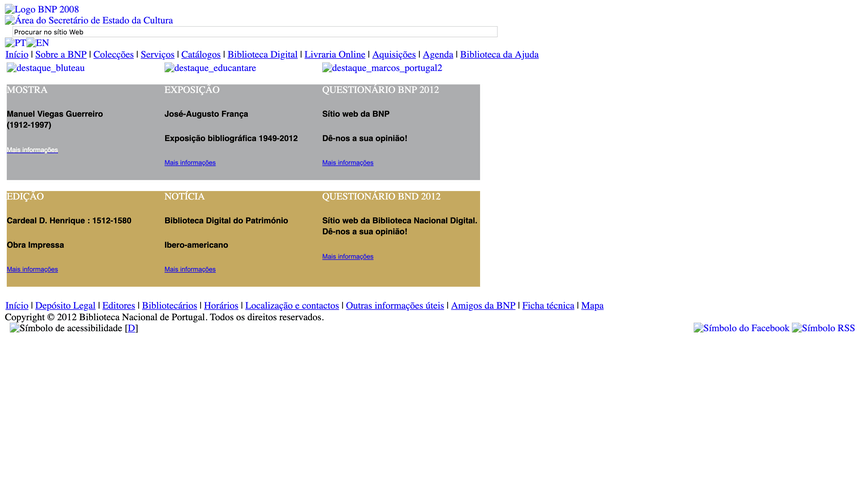 Logo BNP 2008
Área do Secretário de Estado da Cultura
Procurar no sítio Web
PT EN
Início | Sobre a BNP | Colecções | Serviços | Catálogos | Biblioteca Digital | Livraria Online | Aquisições | Agenda | Biblioteca da Ajuda
destaque_bluteau destaque_educantare destaque_marcos_portugal2
MOSTRA
Manuel Viegas Guerreiro
(1912-1997)
Mais informações
EXPOSIÇÃO
José-Augusto França
Exposição bibliográfica 1949-2012
Mais informações
QUESTIONÁRIO BNP 2012
Sítio web da BNP
Dê-nos a sua opinião!
Mais informações
EDIÇÃO
Cardeal D. Henrique : 1512-1580
Obra Impressa
Mais informações
NOTÍCIA
Biblioteca Digital do Património
Ibero-americano
Mais informações
QUESTIONÁRIO BND 2012
Sítio web da Biblioteca Nacional Digital.
Dê-nos a sua opinião!
Mais informações
Início | Depósito Legal | Editores | Bibliotecários | Horários | Localização e contactos | Outras informações úteis | Amigos da BNP | Ficha técnica | Mapa
Copyright © 2012 Biblioteca Nacional de Portugal. Todos os direitos reservados.
Símbolo de acessibilidade [D] Símbolo do Facebook Símbolo RSS